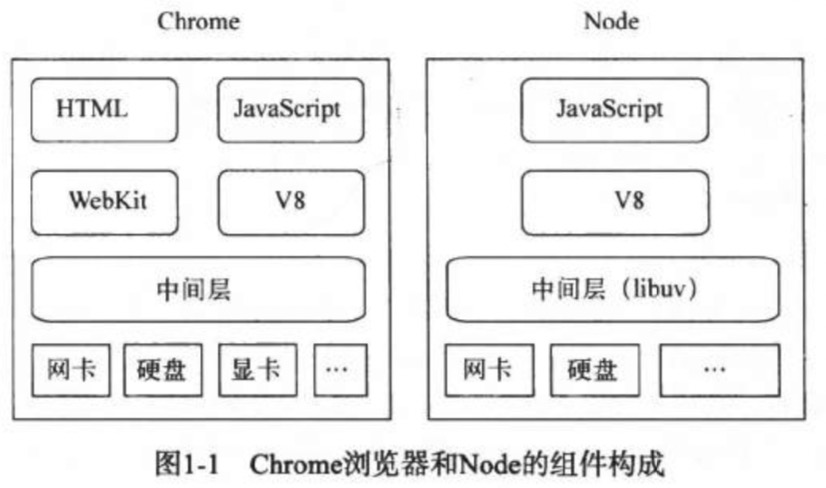 Chrome
Node
HTML
JavaScript
JavaScript
WebKit
V8
V8
中间层
中间层（libuv）
网卡
硬盘
显卡
…
网卡
硬盘
…
图1-1 Chrome浏览器和Node的组件构成